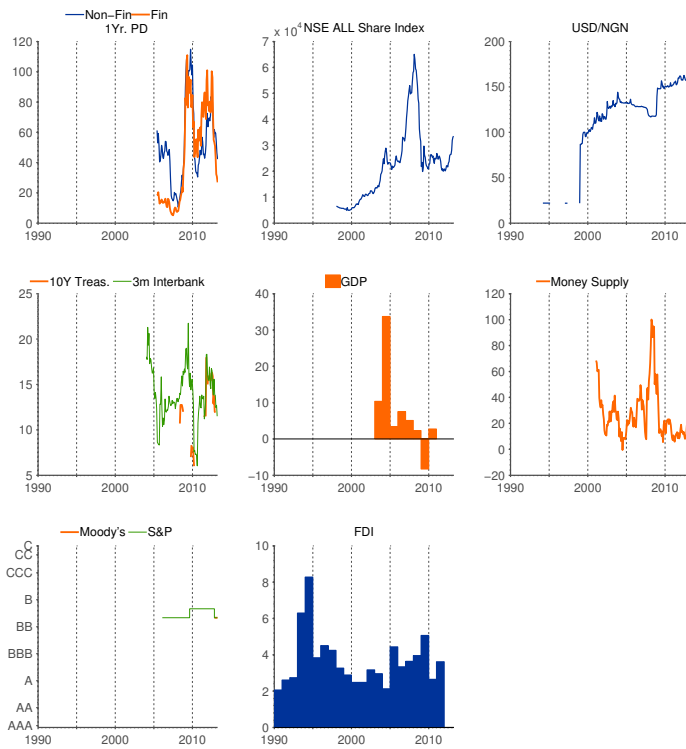 Non−Fin Fin
1Yr. PD
120
100
80
60
40
20
0
1990 2000 2010
7 x 10⁴ NSE ALL Share Index
6
5
4
3
2
1
0
1990 2000 2010
USD/NGN
200
150
100
50
0
1990 2000 2010
10Y Treas. 3m Interbank
25
20
15
10
5
1990 2000 2010
GDP
40
30
20
10
0
−10
1990 2000 2010
Money Supply
120
100
80
60
40
20
0
−20
1990 2000 2010
Moody's S&P
C
CC
CCC
B
BB
BBB
A
AA
AAA
1990 2000 2010
FDI
10
8
6
4
2
0
1990 2000 2010